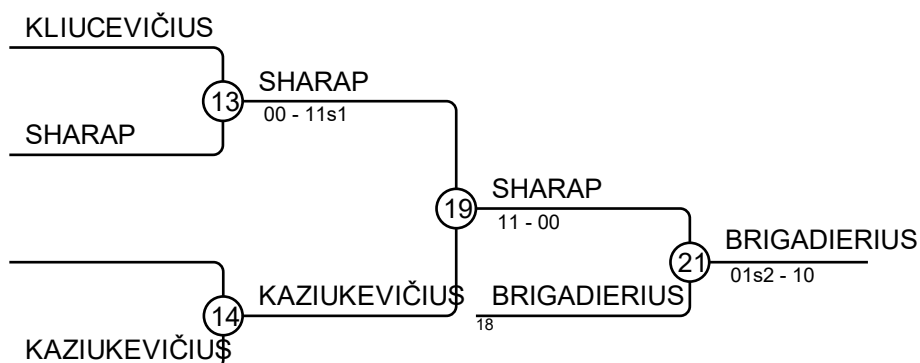 KLIUCEVIČIUS
13
SHARAP
00 - 11s1
SHARAP
19
SHARAP
11 - 00
21
BRIGADIERIUS
01s2 - 10
14
KAZIUKEVIČIUS
BRIGADIERIUS
18
KAZIUKEVIČIUS